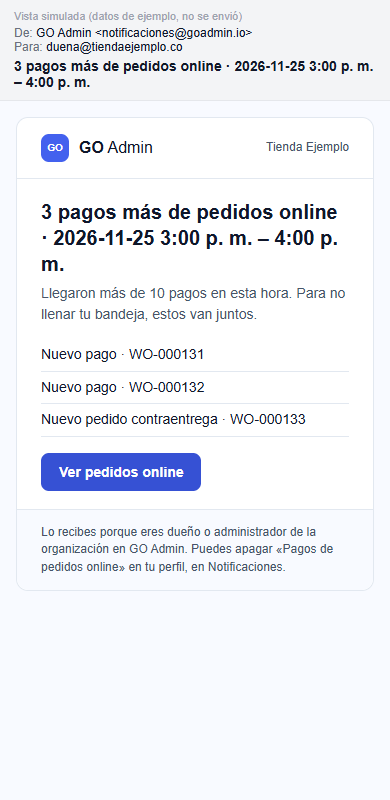 Vista simulada (datos de ejemplo, no se envió)
De: GO Admin <notificaciones@goadmin.io>
Para: duena@tiendaejemplo.co
3 pagos más de pedidos online · 2026-11-25 3:00 p. m.
– 4:00 p. m.
GO
GO Admin
Tienda Ejemplo
3 pagos más de pedidos online
· 2026-11-25 3:00 p. m. – 4:00 p.
m.
Llegaron más de 10 pagos en esta hora. Para no
llenar tu bandeja, estos van juntos.
Nuevo pago · WO-000131
Nuevo pago · WO-000132
Nuevo pedido contraentrega · WO-000133
Ver pedidos online
Lo recibes porque eres dueño o administrador de la
organización en GO Admin. Puedes apagar «Pagos de
pedidos online» en tu perfil, en Notificaciones.